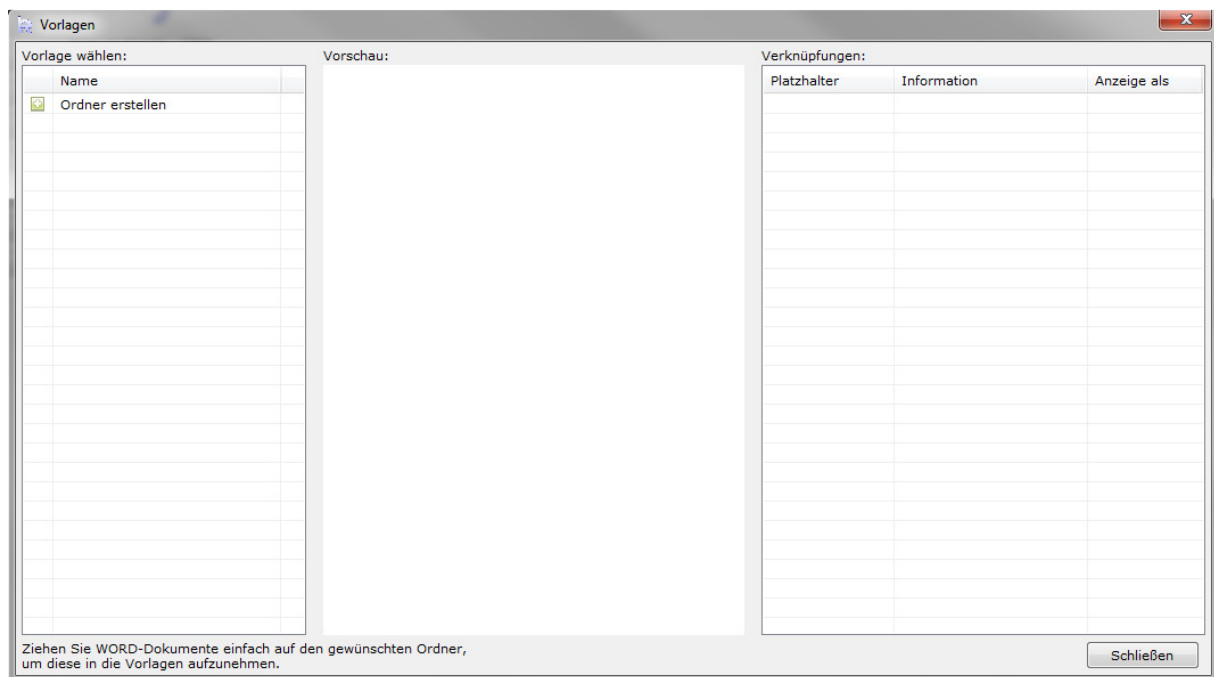 Vorlagen
Vorlage wählen:
Vorschau:
Verknüpfungen:
Name
Platzhalter
Information
Anzeige als
Ordner erstellen
Ziehen Sie WORD-Dokumente einfach auf den gewünschten Ordner,
um diese in die Vorlagen aufzunehmen.
Schließen